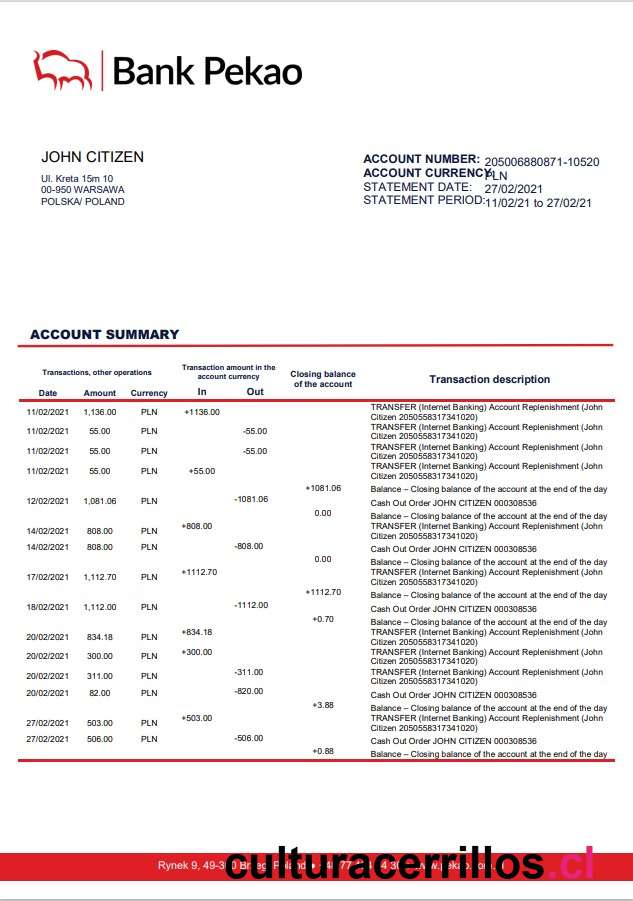 Bank Pekao
JOHN CITIZEN
Ul. Kreta 15m 10
00-950 WARSAWA
POLSKA/ POLAND
ACCOUNT NUMBER: 205006880871-10520
ACCOUNT CURRENCY: PLN
STATEMENT DATE: 27/02/2021
STATEMENT PERIOD: 11/02/21 to 27/02/21
ACCOUNT SUMMARY
Transactions, other operations
Transaction amount in the
account currency
Closing balance
of the account
Transaction description
Date Amount Currency In Out
11/02/2021 1,136.00 PLN +1136.00 TRANSFER (Internet Banking) Account Replenishment (John
Citizen 2050558317341020)
11/02/2021 55.00 PLN -55.00 TRANSFER (Internet Banking) Account Replenishment (John
Citizen 2050558317341020)
11/02/2021 55.00 PLN -55.00 TRANSFER (Internet Banking) Account Replenishment (John
Citizen 2050558317341020)
11/02/2021 55.00 PLN +55.00 TRANSFER (Internet Banking) Account Replenishment (John
Citizen 2050558317341020)
+1081.06 Balance – Closing balance of the account at the end of the day
12/02/2021 1,081.06 PLN -1081.06 Cash Out Order JOHN CITIZEN 000308536
0.00 Balance – Closing balance of the account at the end of the day
14/02/2021 808.00 PLN +808.00 TRANSFER (Internet Banking) Account Replenishment (John
Citizen 2050558317341020)
14/02/2021 808.00 PLN -808.00 Cash Out Order JOHN CITIZEN 000308536
0.00 Balance – Closing balance of the account at the end of the day
17/02/2021 1,112.70 PLN +1112.70 TRANSFER (Internet Banking) Account Replenishment (John
Citizen 2050558317341020)
+1112.70 Balance – Closing balance of the account at the end of the day
18/02/2021 1,112.00 PLN -1112.00 Cash Out Order JOHN CITIZEN 000308536
+0.70 Balance – Closing balance of the account at the end of the day
20/02/2021 834.18 PLN +834.18 TRANSFER (Internet Banking) Account Replenishment (John
Citizen 2050558317341020)
20/02/2021 300.00 PLN +300.00 TRANSFER (Internet Banking) Account Replenishment (John
Citizen 2050558317341020)
20/02/2021 311.00 PLN -311.00 TRANSFER (Internet Banking) Account Replenishment (John
Citizen 2050558317341020)
20/02/2021 82.00 PLN -820.00 Cash Out Order JOHN CITIZEN 000308536
+3.88 Balance – Closing balance of the account at the end of the day
27/02/2021 503.00 PLN +503.00 TRANSFER (Internet Banking) Account Replenishment (John
Citizen 2050558317341020)
27/02/2021 506.00 PLN -506.00 Cash Out Order JOHN CITIZEN 000308536
+0.88 Balance – Closing balance of the account at the end of the day
Rynek 9,
culturacerrillos.cl